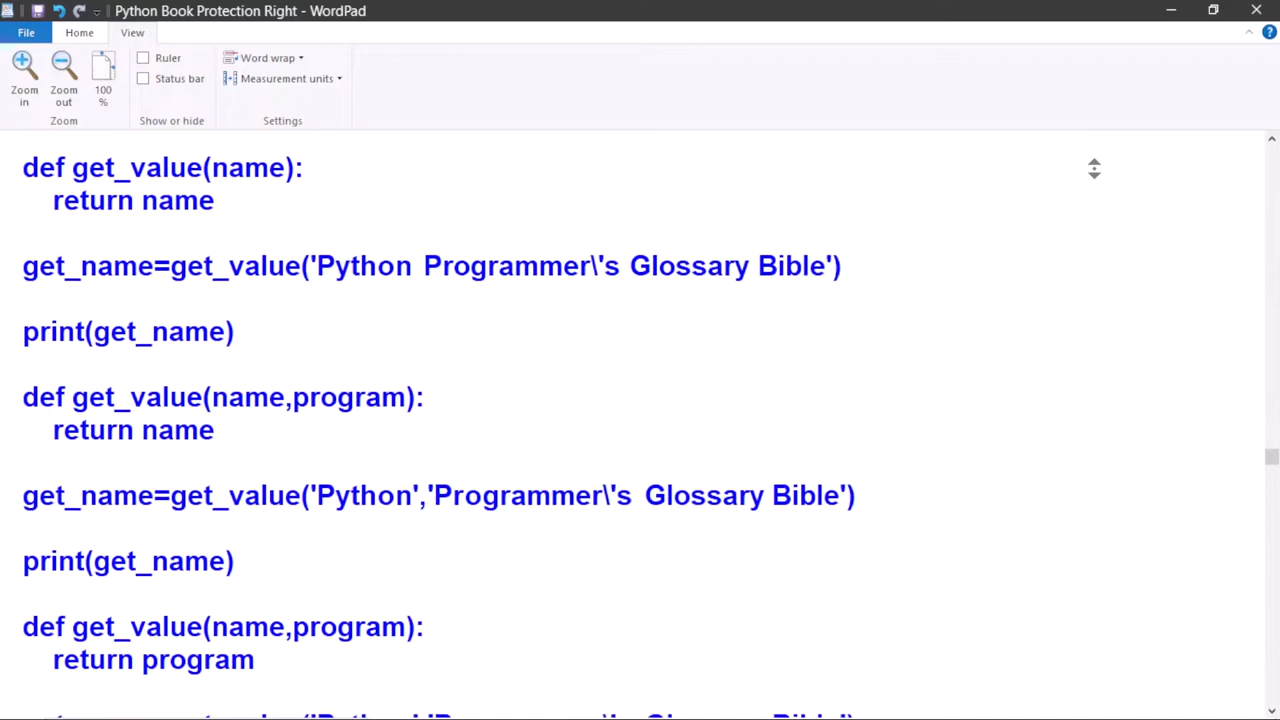 Python Book Protection Right - WordPad
File Home View
Zoom in
Zoom out
100 %
Zoom
Ruler
Status bar
Show or hide
Word wrap
Measurement units
Settings
def get_value(name):
return name
get_name=get_value('Python Programmer\'s Glossary Bible')
print(get_name)
def get_value(name,program):
return name
get_name=get_value('Python','Programmer\'s Glossary Bible')
print(get_name)
def get_value(name,program):
return program